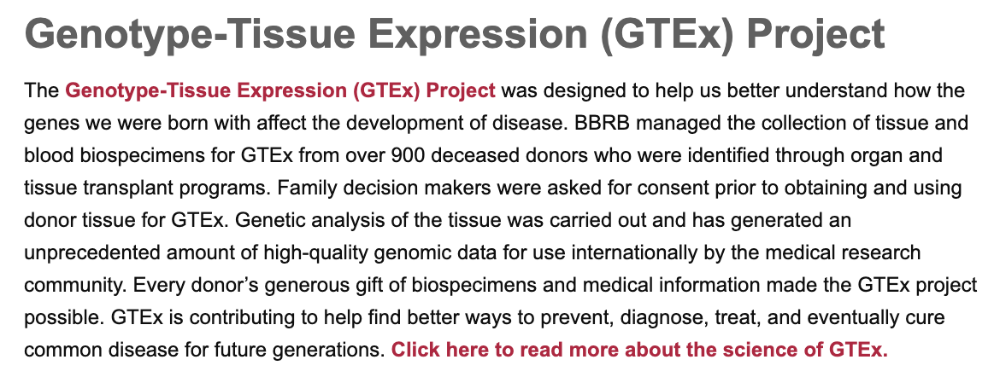 Genotype-Tissue Expression (GTEx) Project
The Genotype-Tissue Expression (GTEx) Project was designed to help us better understand how the
genes we were born with affect the development of disease. BBRB managed the collection of tissue and
blood biospecimens for GTEx from over 900 deceased donors who were identified through organ and
tissue transplant programs. Family decision makers were asked for consent prior to obtaining and using
donor tissue for GTEx. Genetic analysis of the tissue was carried out and has generated an
unprecedented amount of high-quality genomic data for use internationally by the medical research
community. Every donor’s generous gift of biospecimens and medical information made the GTEx project
possible. GTEx is contributing to help find better ways to prevent, diagnose, treat, and eventually cure
common disease for future generations. Click here to read more about the science of GTEx.